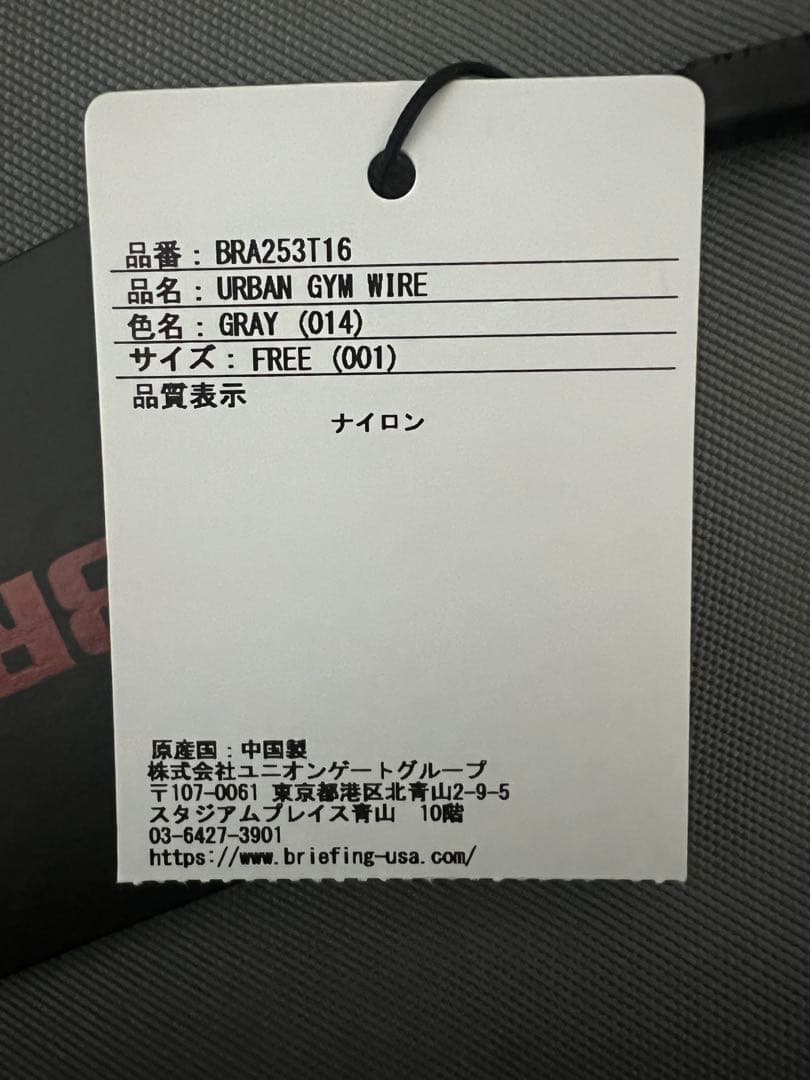 品番: BRA253T16
品名: URBAN GYM WIRE
色名: GRAY (014)
サイズ: FREE (001)
品質表示
ナイロン
原産国:中国製
株式会社ユニオンゲートグループ
〒107-0061 東京都港区北青山2-9-5
スタジアムプレイス青山 10階
03-6427-3901
https://www.briefing-usa.com/
BR